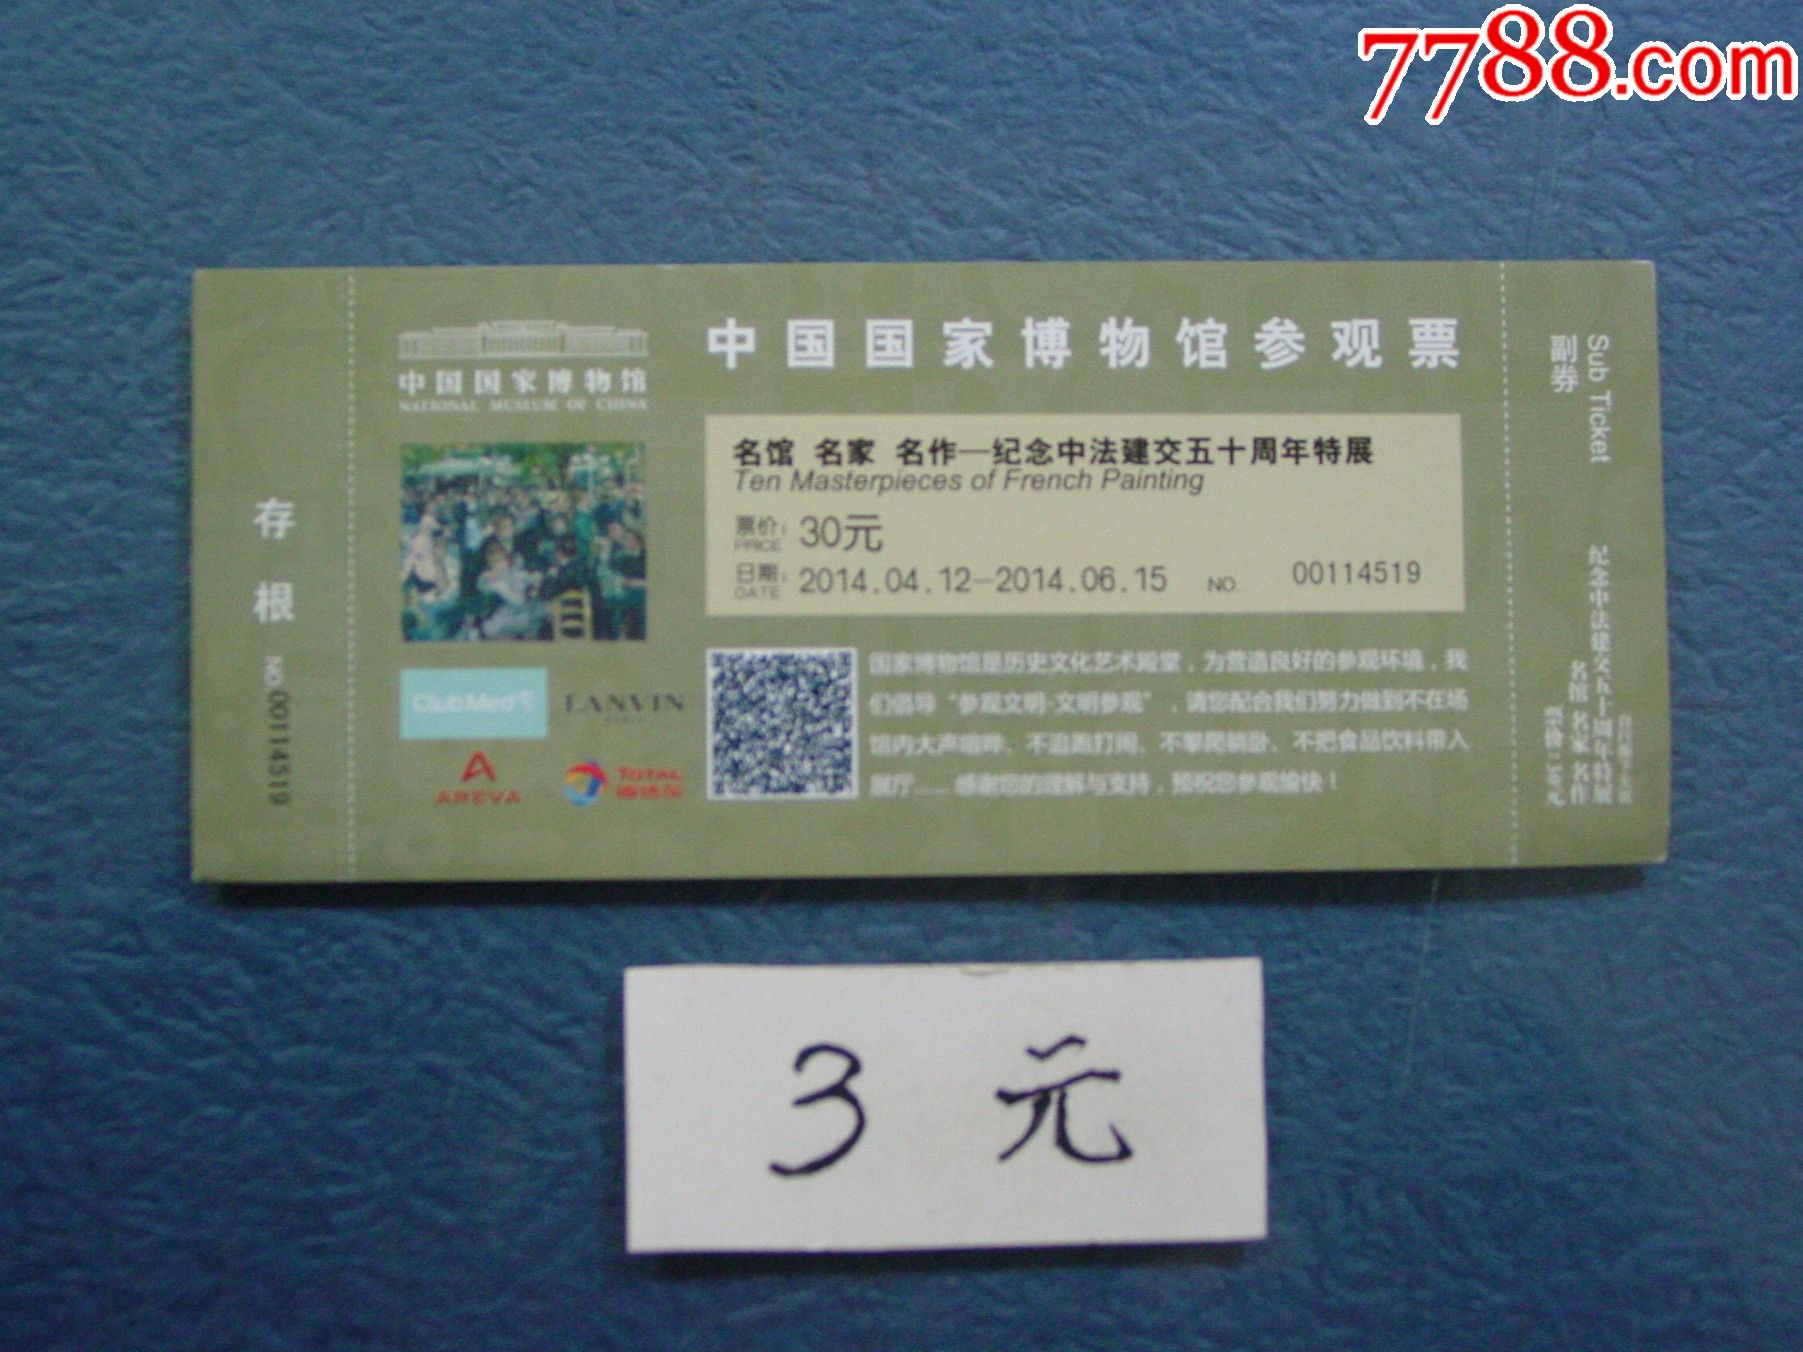 7788.com
中国国家博物馆
NATIONAL MUSEUM OF CHINA
中国国家博物馆参观票
名馆 名家 名作—纪念中法建交五十周年特展
Ten Masterpieces of French Painting
票价: 30元
PRICE
日期: 2014.04.12-2014.06.15 NO. 00114519
DATE
存根 NO 00114519
ClubMed
LANVIN
AREVA
TOTAL
道达尔
国家博物馆是历史文化艺术殿堂，为营造良好的参观环境，我
们倡导“参观文明·文明参观”，请您配合我们努力做到不在场
馆内大声喧哗、不追跑打闹、不攀爬躺卧、不把食品饮料带入
展厅...... 感谢您的理解与支持，预祝您参观愉快！
Sub Ticket
副券
纪念中法建交五十周年特展
名馆 名家 名作
票价:30元
3 元